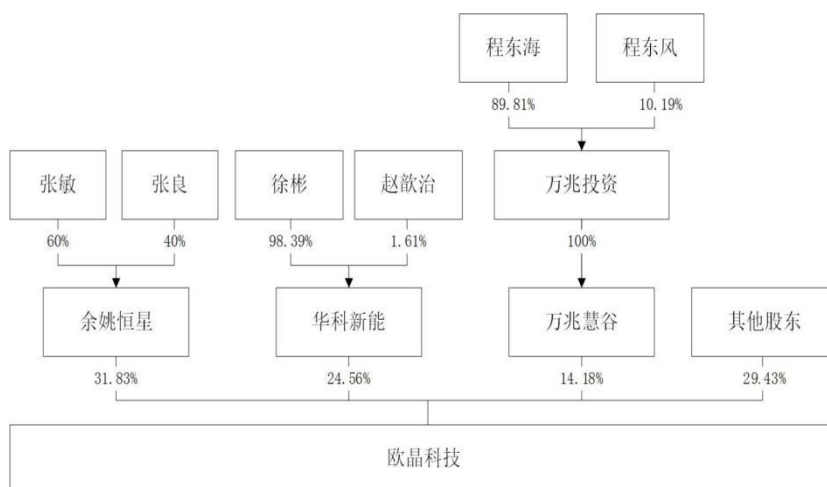 程东海 程东风
89.81% 10.19%
张敏 张良 徐彬 赵歆治 万兆投资
60% 40% 98.39% 1.61% 100%
余姚恒星 华科新能 万兆慧谷 其他股东
31.83% 24.56% 14.18% 29.43%
欧晶科技